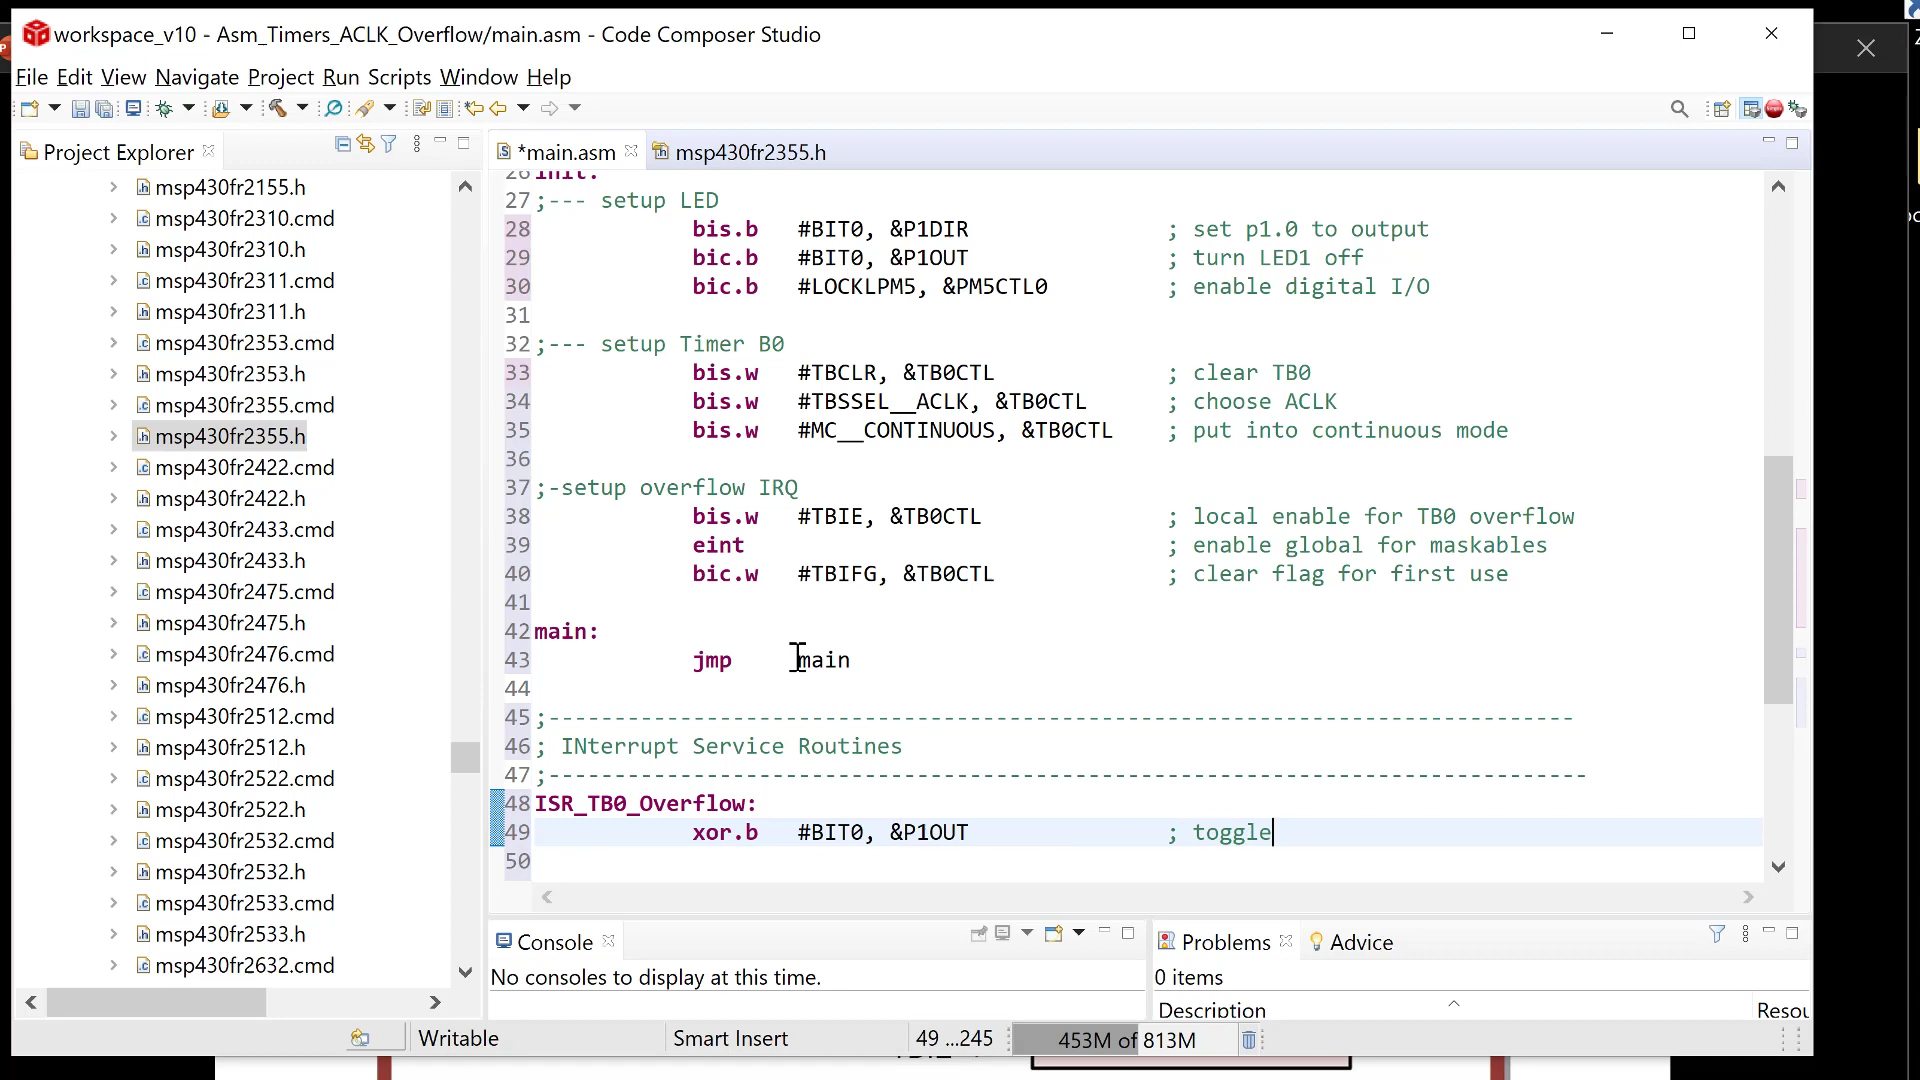 workspace_v10 - Asm_Timers_ACLK_Overflow/main.asm - Code Composer Studio
File Edit View Navigate Project Run Scripts Window Help
Project Explorer
*main.asm
msp430fr2355.h
msp430fr2155.h
msp430fr2310.cmd
msp430fr2310.h
msp430fr2311.cmd
msp430fr2311.h
msp430fr2353.cmd
msp430fr2353.h
msp430fr2355.cmd
msp430fr2355.h
msp430fr2422.cmd
msp430fr2422.h
msp430fr2433.cmd
msp430fr2433.h
msp430fr2475.cmd
msp430fr2475.h
msp430fr2476.cmd
msp430fr2476.h
msp430fr2512.cmd
msp430fr2512.h
msp430fr2522.cmd
msp430fr2522.h
msp430fr2532.cmd
msp430fr2532.h
msp430fr2533.cmd
msp430fr2533.h
msp430fr2632.cmd
26 init:
27 ;--- setup LED
28 bis.b #BIT0, &P1DIR ; set p1.0 to output
29 bic.b #BIT0, &P1OUT ; turn LED1 off
30 bic.b #LOCKLPM5, &PM5CTL0 ; enable digital I/O
31
32 ;--- setup Timer B0
33 bis.w #TBCLR, &TB0CTL ; clear TB0
34 bis.w #TBSSEL__ACLK, &TB0CTL ; choose ACLK
35 bis.w #MC__CONTINUOUS, &TB0CTL ; put into continuous mode
36
37 ;-setup overflow IRQ
38 bis.w #TBIE, &TB0CTL ; local enable for TB0 overflow
39 eint ; enable global for maskables
40 bic.w #TBIFG, &TB0CTL ; clear flag for first use
41
42 main:
43 jmp main
44
45 ;------------------------------------------------------------------------------
46 ; INterrupt Service Routines
47 ;-------------------------------------------------------------------------------
48 ISR_TB0_Overflow:
49 xor.b #BIT0, &P1OUT ; toggle
50
Console
No consoles to display at this time.
Problems
Advice
0 items
Description
Resou
Writable
Smart Insert
49 ...245
453M of 813M